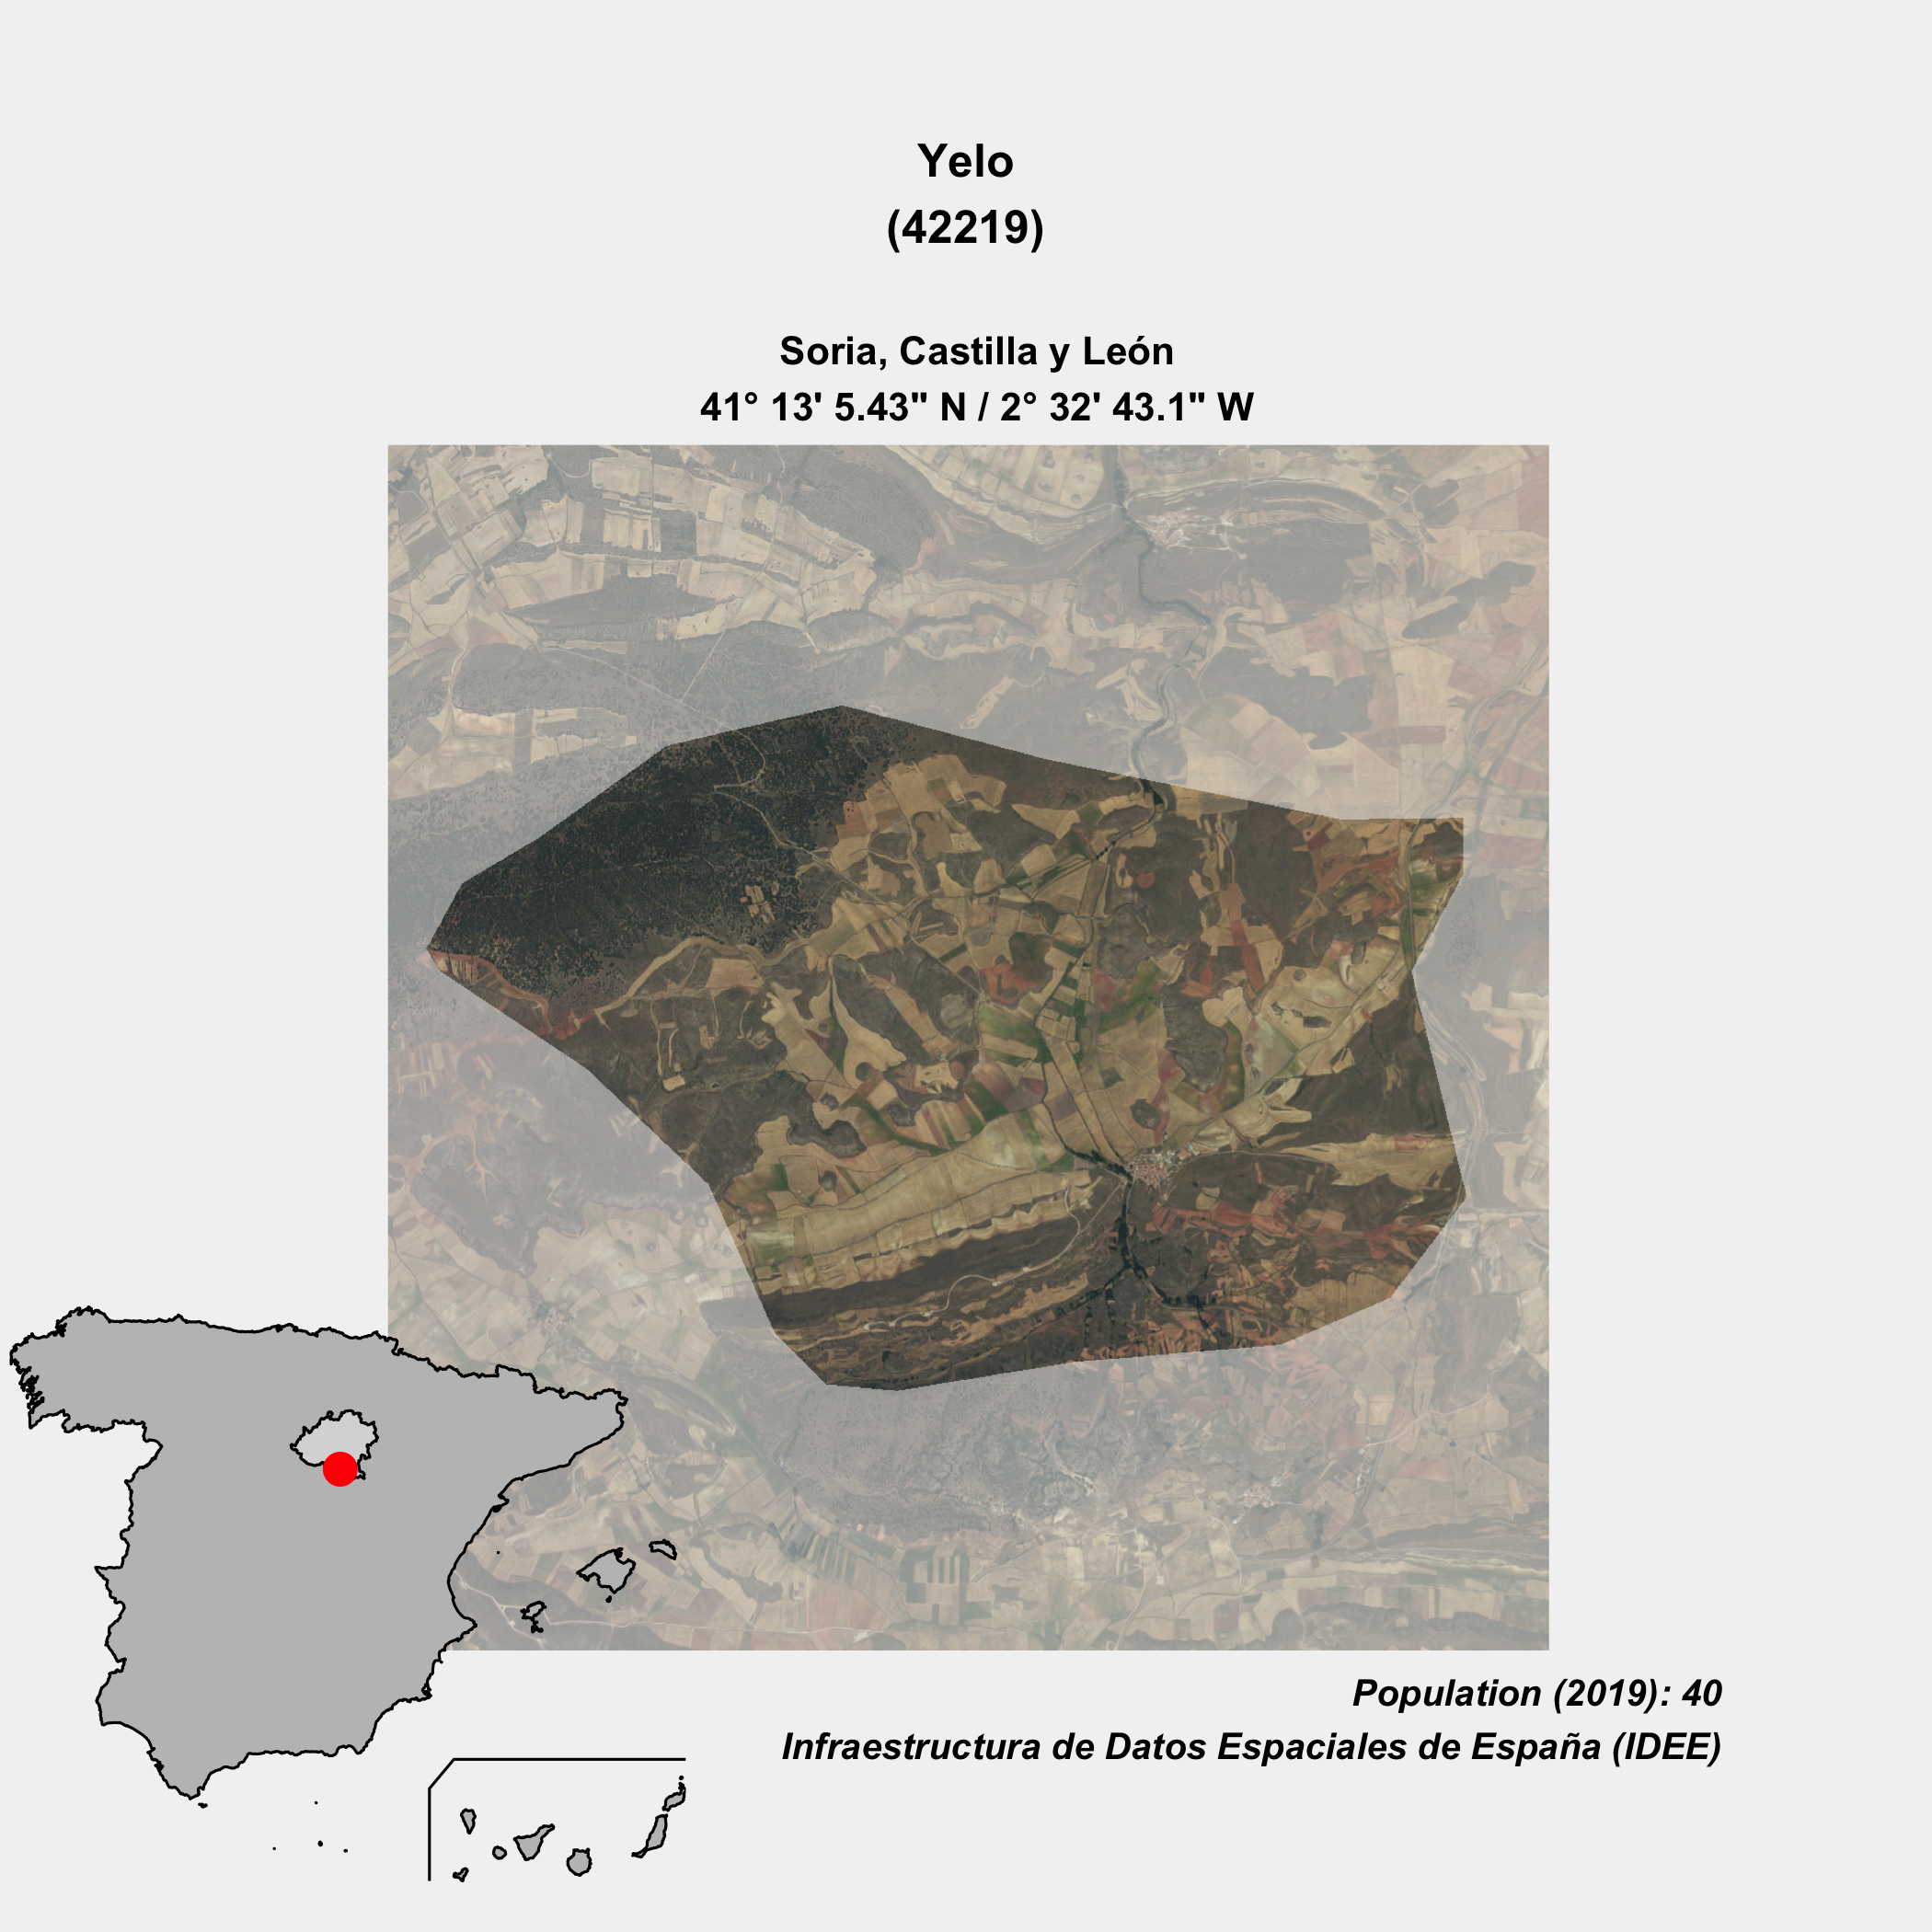 Yelo
(42219)
Soria, Castilla y León
41° 13' 5.43" N / 2° 32' 43.1" W
Population (2019): 40
Infraestructura de Datos Espaciales de España (IDEE)